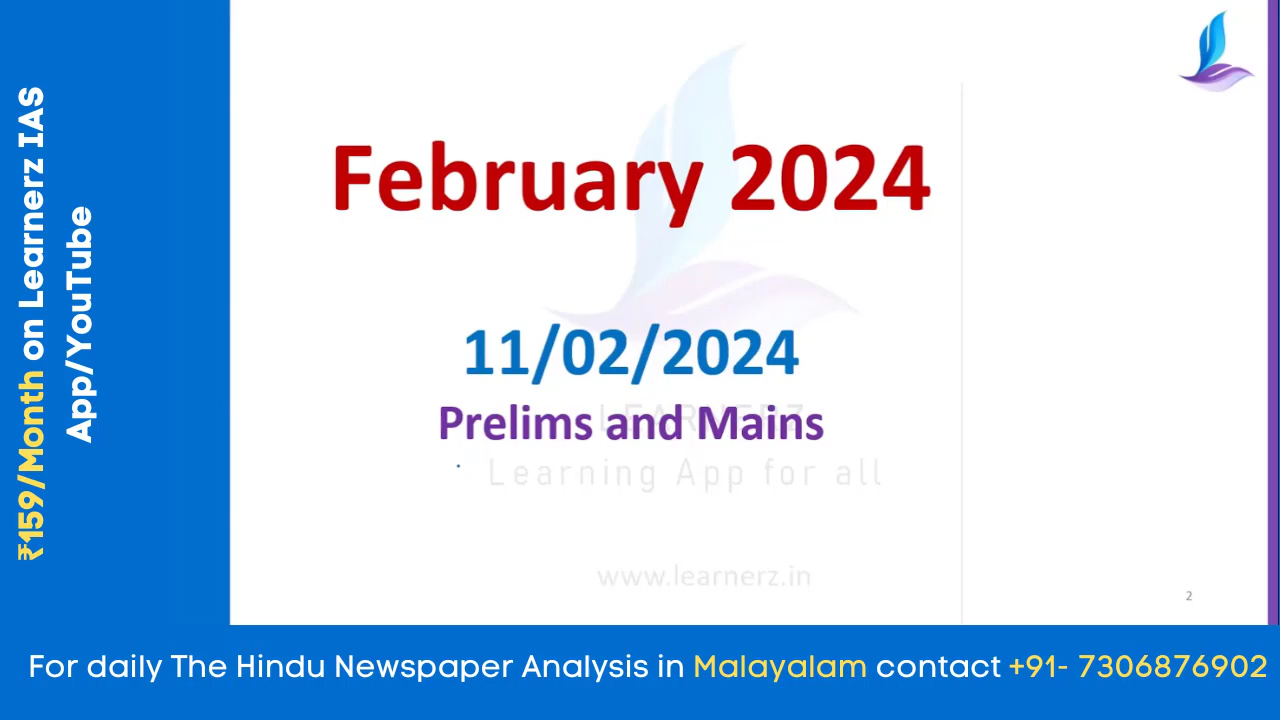 ₹159/Month on Learnerz IAS
App/YouTube
February 2024
11/02/2024
Prelims and Mains
LEARNERZ
Learning App for all
www.learnerz.in
2
For daily The Hindu Newspaper Analysis in Malayalam contact +91- 7306876902